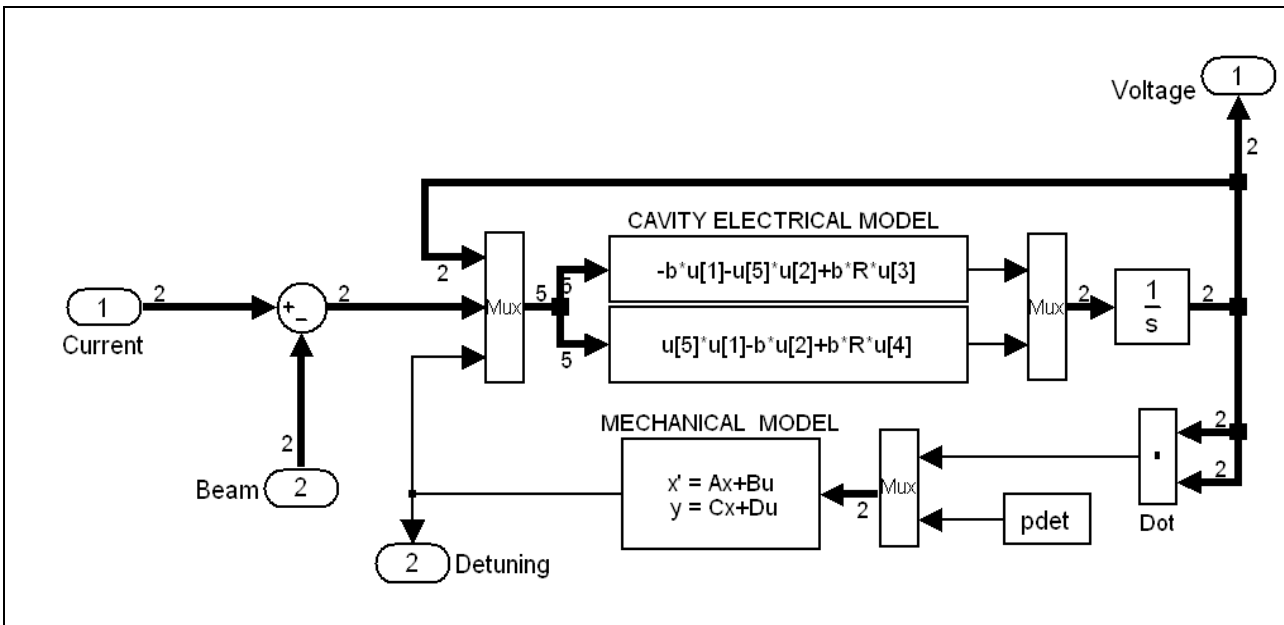 1
Voltage
2
2
CAVITY ELECTRICAL MODEL
-b*u[1]-u[5]*u[2]+b*R*u[3]
Mux
5
5
5
u[5]*u[1]-b*u[2]+b*R*u[4]
Mux
2
1
s
2
1
2
Current
+
-
2
2
Beam
2
MECHANICAL MODEL
x' = Ax+Bu
y = Cx+Du
2
Mux
pdet
2
2
Dot
2
Detuning